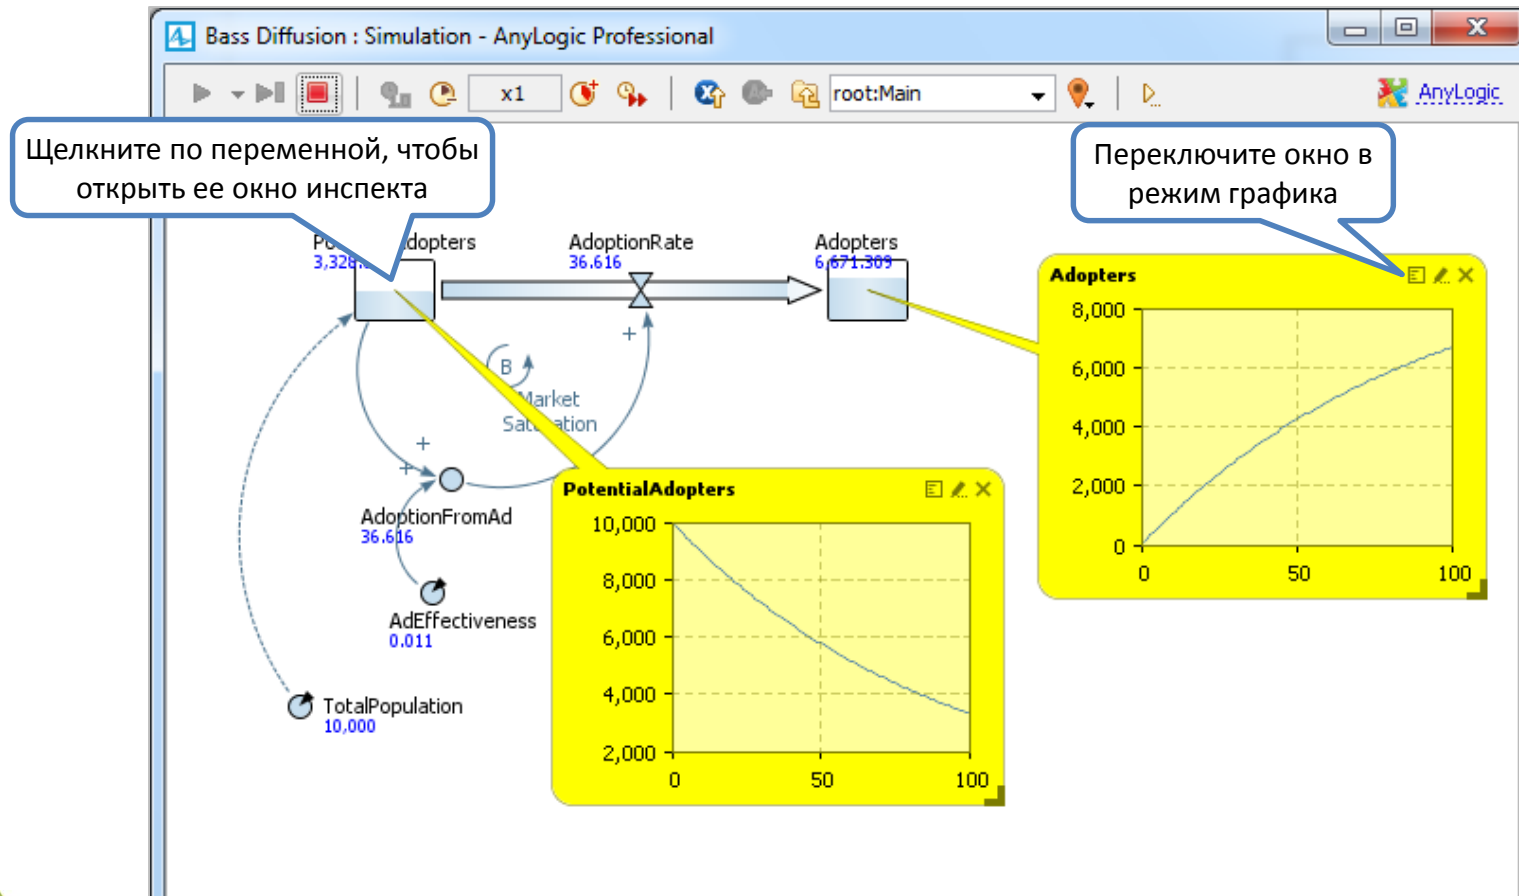 Bass Diffusion : Simulation - AnyLogic Professional
x1
root:Main
AnyLogic
Щелкните по переменной, чтобы
открыть ее окно инспекта
Переключите окно в
режим графика
AdoptionRate
36.616
Adopters
6,671.309
Adopters
8,000
6,000
4,000
2,000
0
0 50 100
+
B
Market
+
+
AdoptionFromAd
36.616
AdEffectiveness
0.011
TotalPopulation
10,000
PotentialAdopters
10,000
8,000
6,000
4,000
2,000
0 50 100